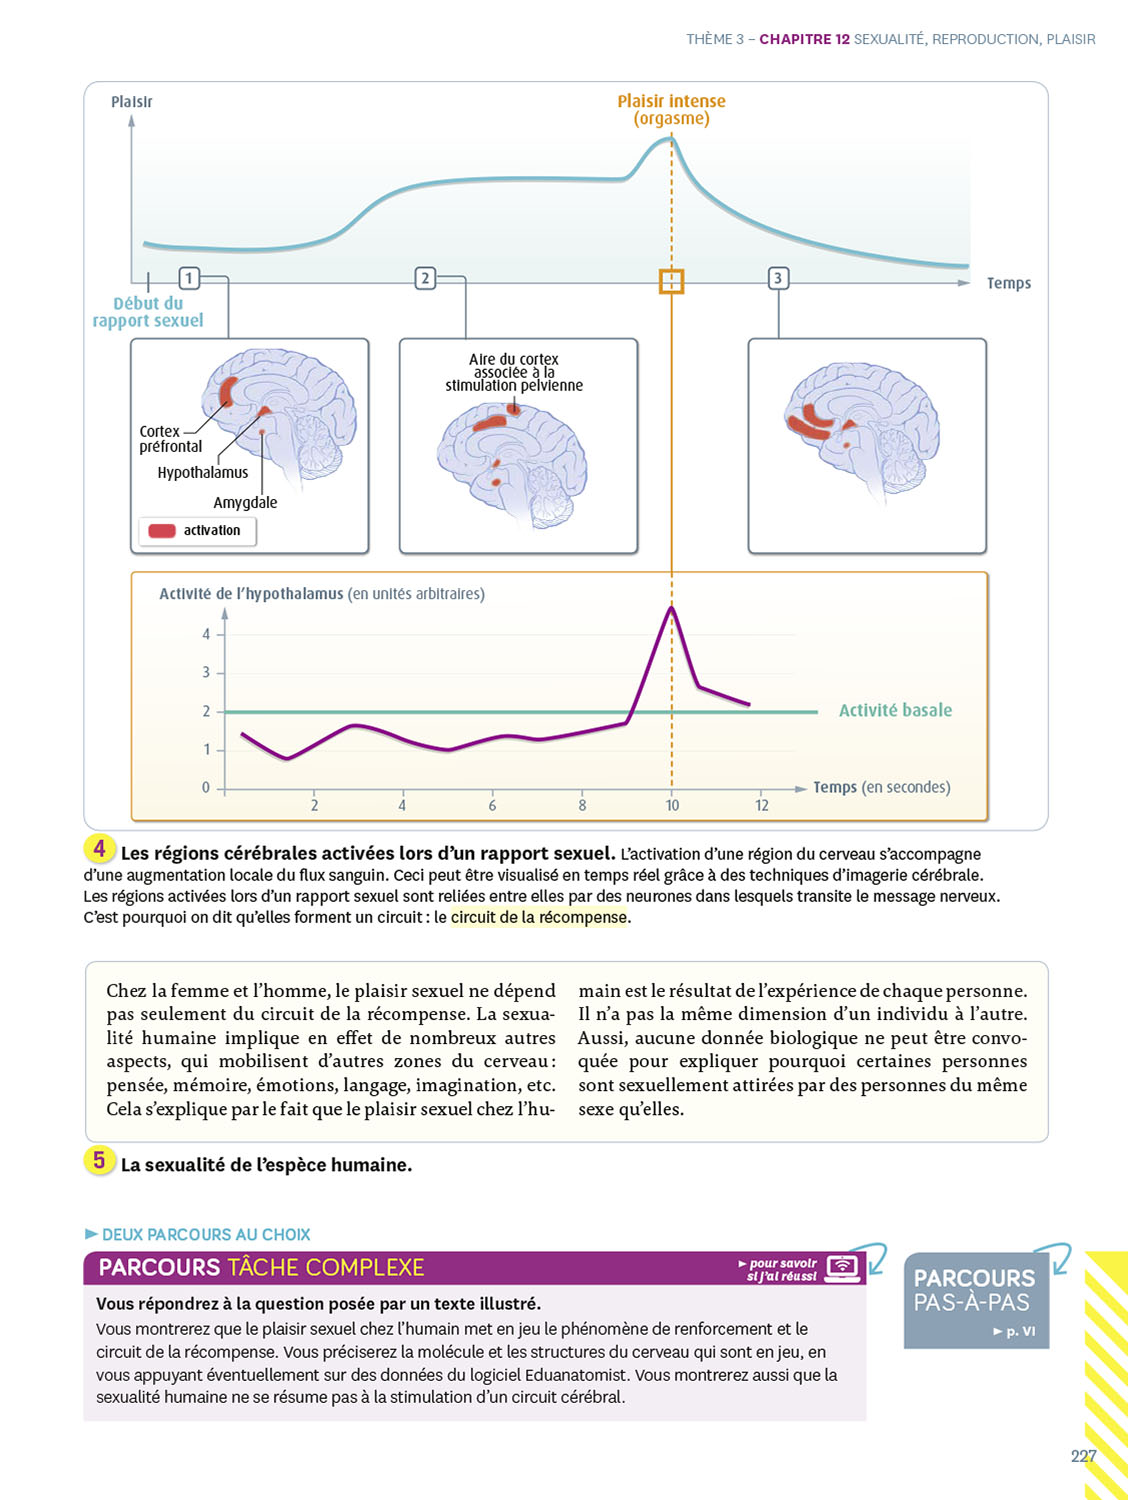 THÈME 3 – CHAPITRE 12 SEXUALITÉ, REPRODUCTION, PLAISIR
Plaisir
Plaisir intense
(orgasme)
1
2
3
Temps
Début du
rapport sexuel
Cortex
préfrontal
Hypothalamus
Amygdale
activation
Aire du cortex
associée à la
stimulation pelvienne
Activité de l’hypothalamus (en unités arbitraires)
4
3
2
1
0
Activité basale
2
4
6
8
10
12
Temps (en secondes)
4 Les régions cérébrales activées lors d’un rapport sexuel. L’activation d’une région du cerveau s’accompagne
d’une augmentation locale du flux sanguin. Ceci peut être visualisé en temps réel grâce à des techniques d’imagerie cérébrale.
Les régions activées lors d’un rapport sexuel sont reliées entre elles par des neurones dans lesquels transite le message nerveux.
C’est pourquoi on dit qu’elles forment un circuit : le circuit de la récompense.
Chez la femme et l’homme, le plaisir sexuel ne dépend
pas seulement du circuit de la récompense. La sexua-
lité humaine implique en effet de nombreux autres
aspects, qui mobilisent d’autres zones du cerveau :
pensée, mémoire, émotions, langage, imagination, etc.
Cela s’explique par le fait que le plaisir sexuel chez l’hu-
main est le résultat de l’expérience de chaque personne.
Il n’a pas la même dimension d’un individu à l’autre.
Aussi, aucune donnée biologique ne peut être convo-
quée pour expliquer pourquoi certaines personnes
sont sexuellement attirées par des personnes du même
sexe qu’elles.
5 La sexualité de l’espèce humaine.
► DEUX PARCOURS AU CHOIX
PARCOURS TÂCHE COMPLEXE
► pour savoir
si j’ai réussi
Vous répondrez à la question posée par un texte illustré.
Vous montrerez que le plaisir sexuel chez l’humain met en jeu le phénomène de renforcement et le
circuit de la récompense. Vous préciserez la molécule et les structures du cerveau qui sont en jeu, en
vous appuyant éventuellement sur des données du logiciel Eduanatomist. Vous montrerez aussi que la
sexualité humaine ne se résume pas à la stimulation d’un circuit cérébral.
PARCOURS
PAS-À-PAS
► p. VI
227